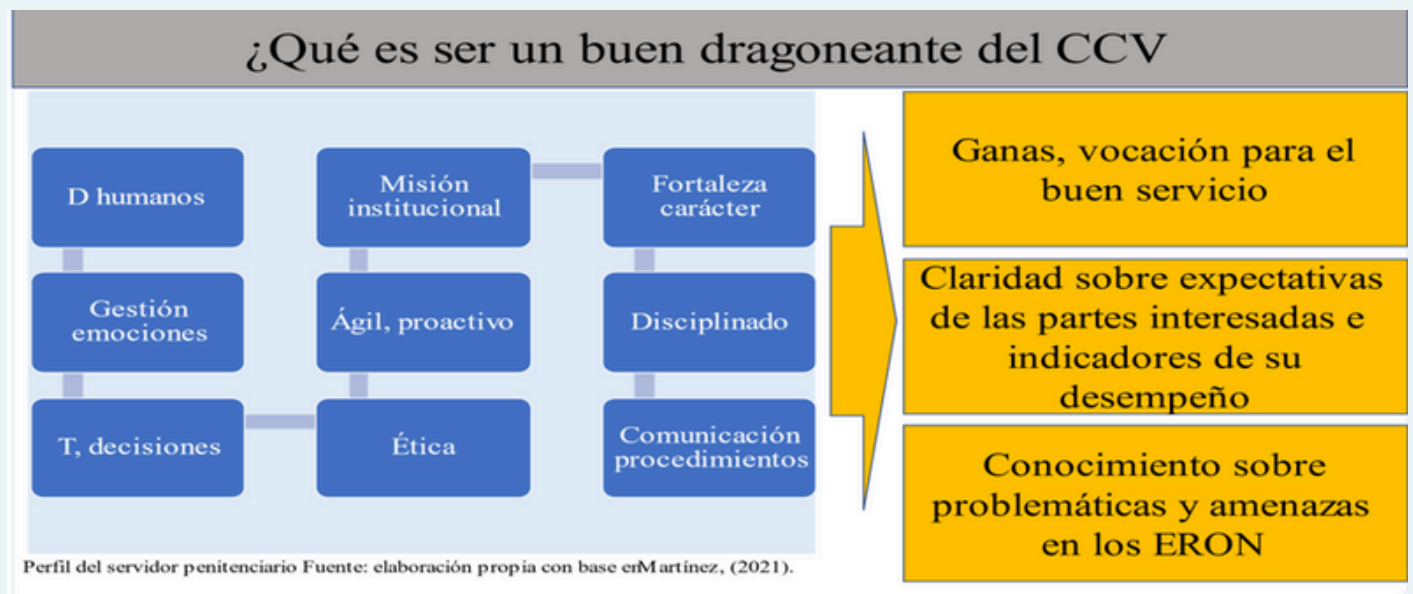 ¿Qué es ser un buen dragoneante del CCV
D humanos
Gestión
emociones
T, decisiones
Ética
Ágil, proactivo
Misión
institucional
Fortaleza
carácter
Disciplinado
Comunicación
procedimientos
Ganas, vocación para el
buen servicio
Claridad sobre expectativas
de las partes interesadas e
indicadores de su
desempeño
Conocimiento sobre
problemáticas y amenazas
en los ERON
Perfil del servidor penitenciario Fuente: elaboración propia con base enMartínez, (2021).